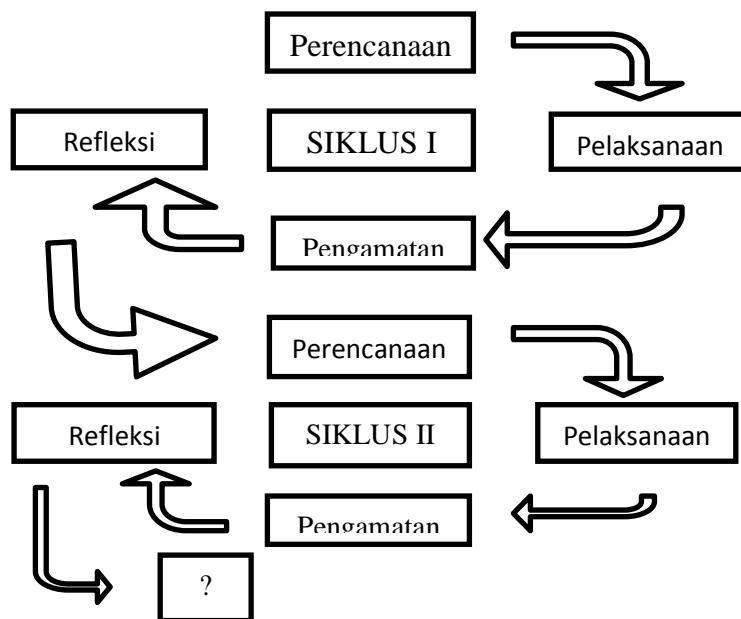 Perencanaan
Refleksi
SIKLUS I
Pelaksanaan
Pengamatan
Perencanaan
Refleksi
SIKLUS II
Pelaksanaan
Pengamatan
?